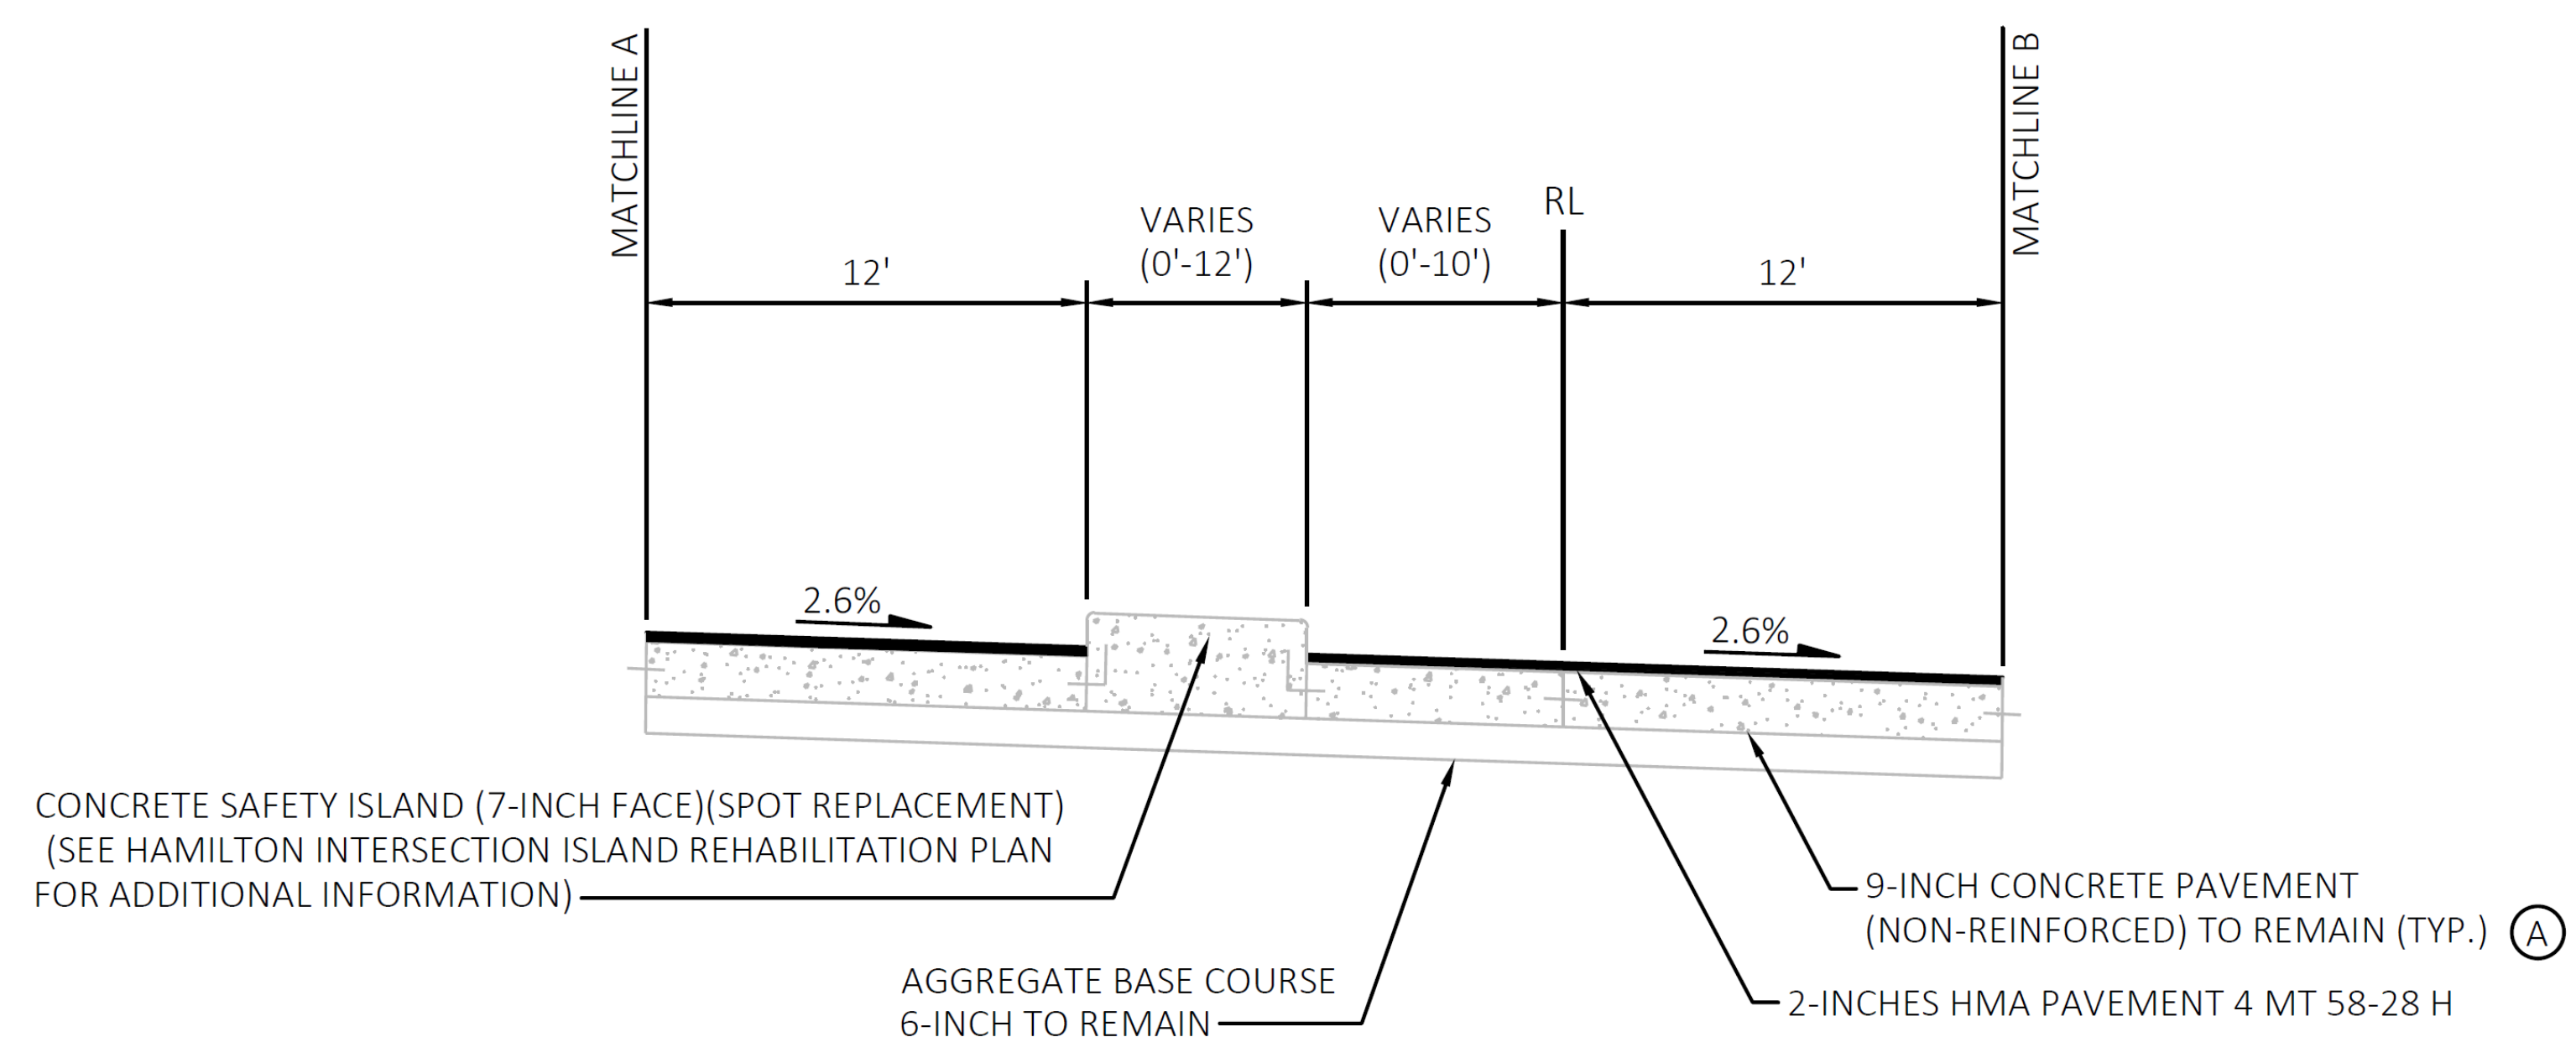 MATCHLINE A
MATCHLINE B
RL
VARIES
(0'-12')
VARIES
(0'-10')
12'
12'
2.6%
2.6%
CONCRETE SAFETY ISLAND (7-INCH FACE)(SPOT REPLACEMENT)
(SEE HAMILTON INTERSECTION ISLAND REHABILITATION PLAN
FOR ADDITIONAL INFORMATION)
9-INCH CONCRETE PAVEMENT
(NON-REINFORCED) TO REMAIN (TYP.) A
AGGREGATE BASE COURSE
6-INCH TO REMAIN
2-INCHES HMA PAVEMENT 4 MT 58-28 H